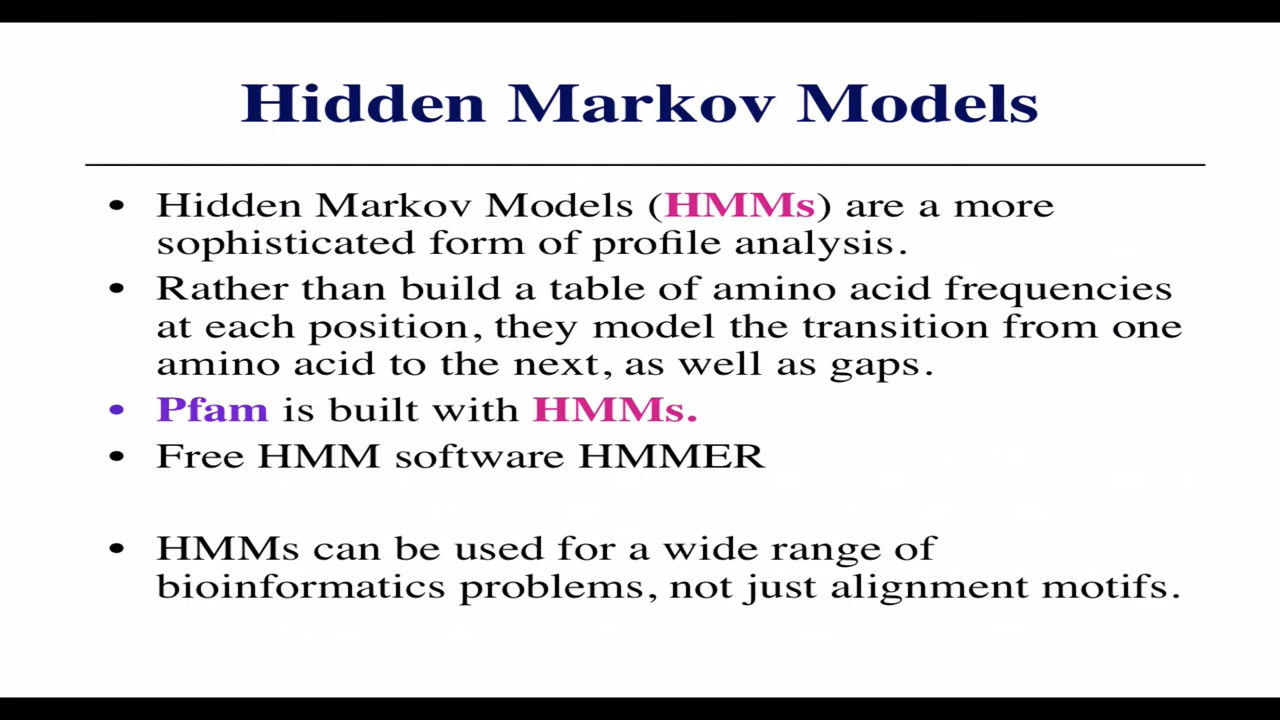 Hidden Markov Models
• Hidden Markov Models (HMMs) are a more
sophisticated form of profile analysis.
• Rather than build a table of amino acid frequencies
at each position, they model the transition from one
amino acid to the next, as well as gaps.
• Pfam is built with HMMs.
• Free HMM software HMMER
• HMMs can be used for a wide range of
bioinformatics problems, not just alignment motifs.